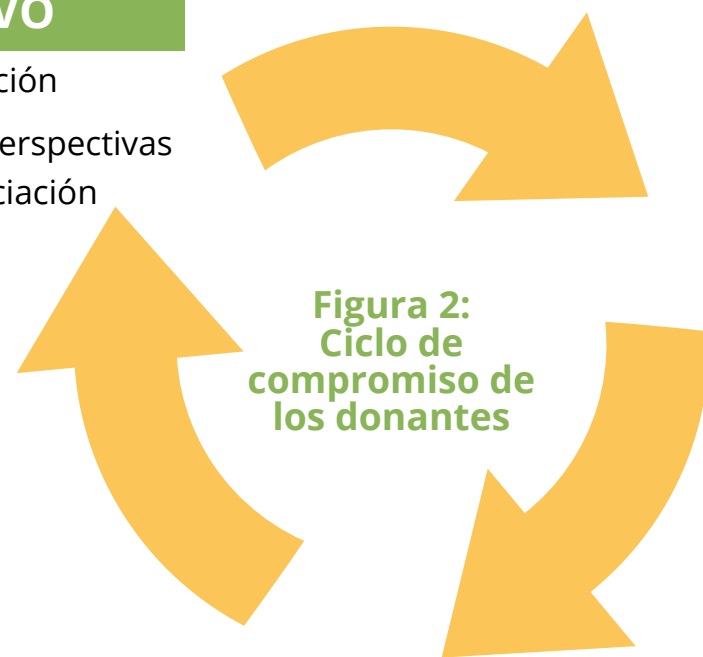 VO
ción
erspectivas
ciación
Figura 2:
Ciclo de
compromiso de
los donantes